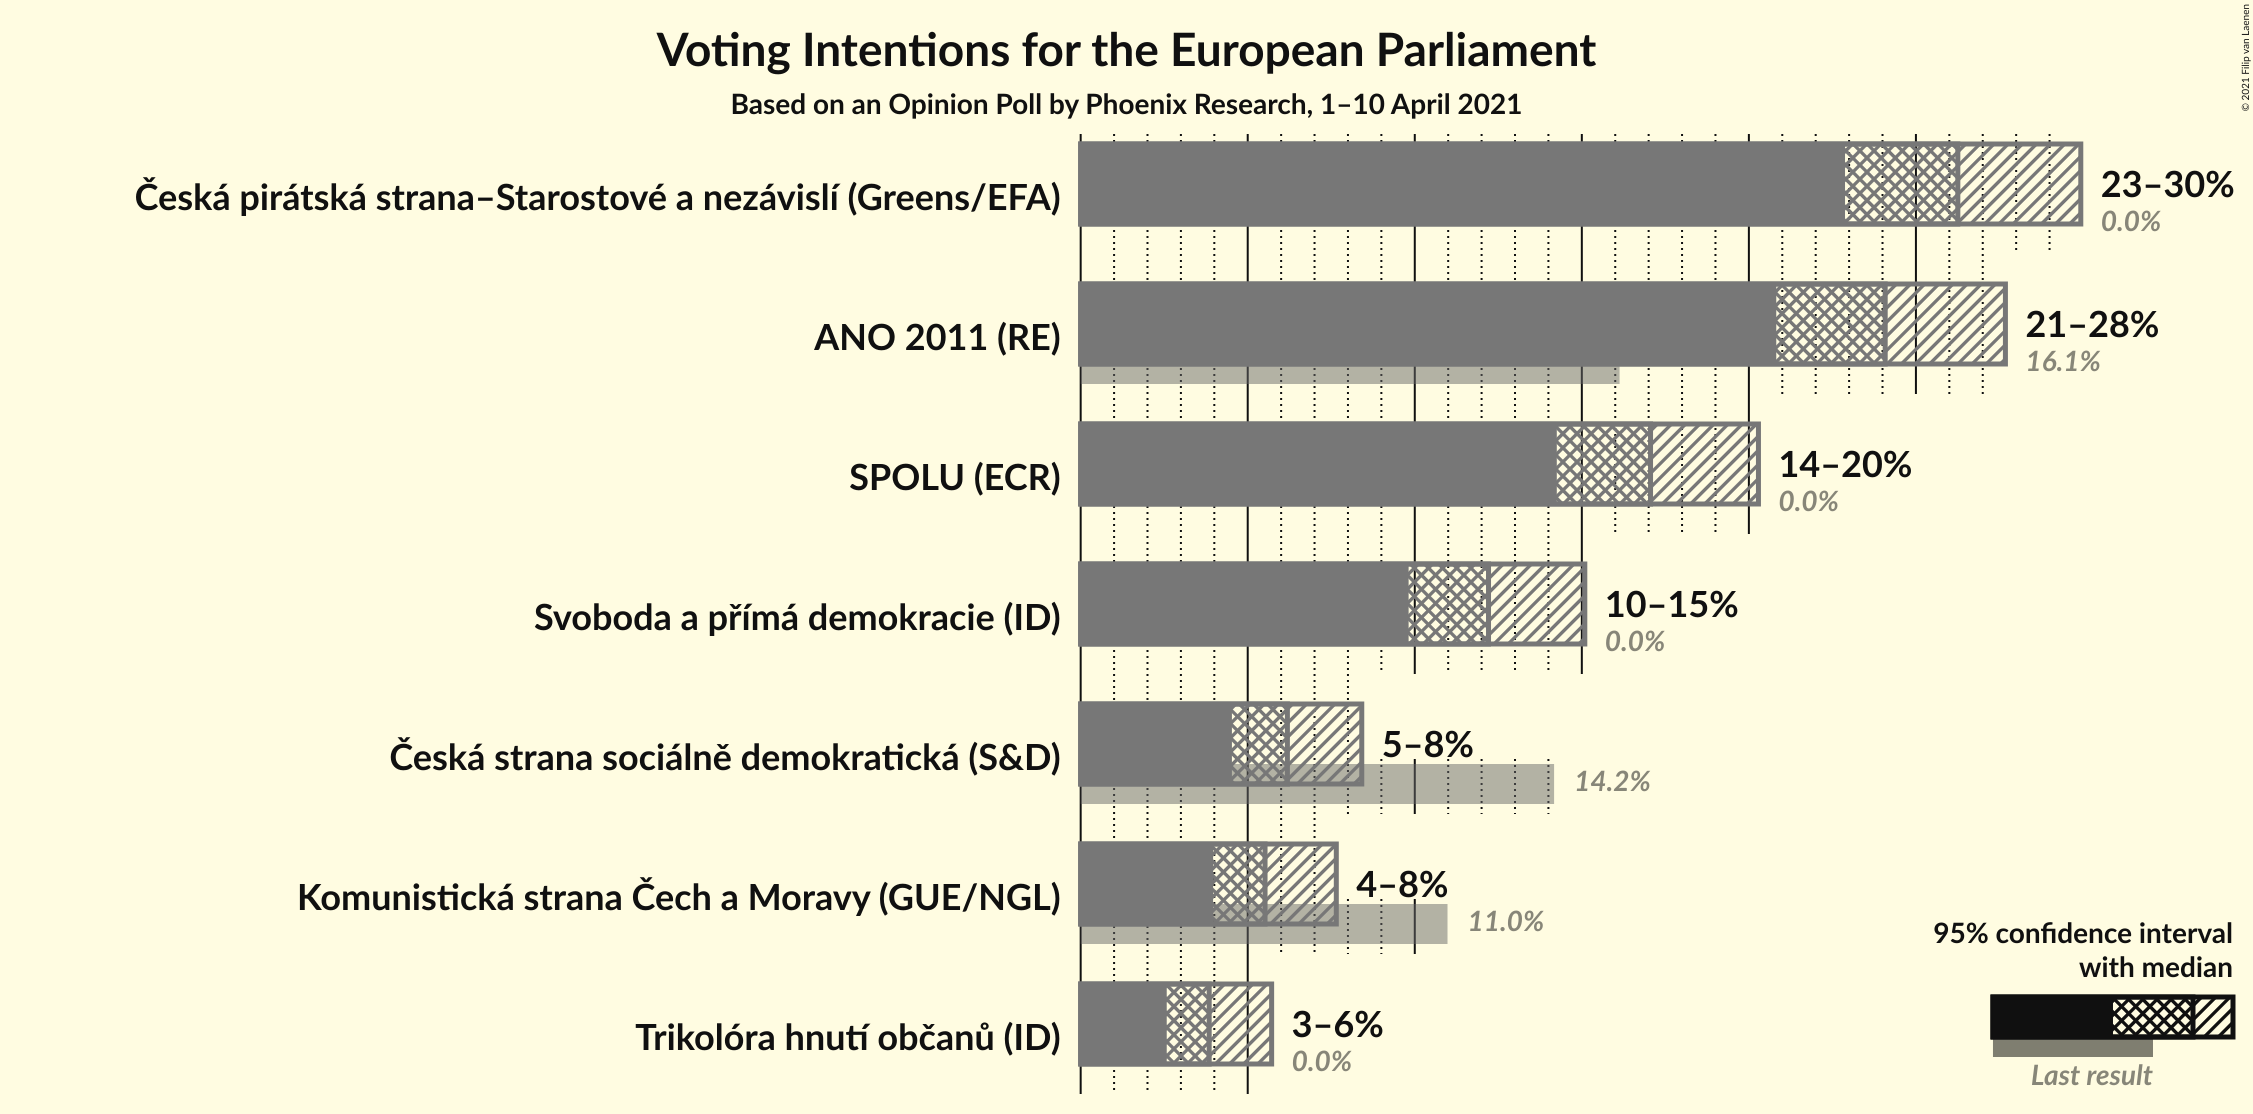 Voting Intentions for the European Parliament
Based on an Opinion Poll by Phoenix Research, 1–10 April 2021
© 2021 Filip van Laenen
Česká pirátská strana–Starostové a nezávislí (Greens/EFA)
23–30%
0.0%
ANO 2011 (RE)
21–28%
16.1%
SPOLU (ECR)
14–20%
0.0%
Svoboda a přímá demokracie (ID)
10–15%
0.0%
Česká strana sociálně demokratická (S&D)
5–8%
14.2%
Komunistická strana Čech a Moravy (GUE/NGL)
4–8%
11.0%
Trikolóra hnutí občanů (ID)
3–6%
0.0%
95% confidence interval
with median
Last result